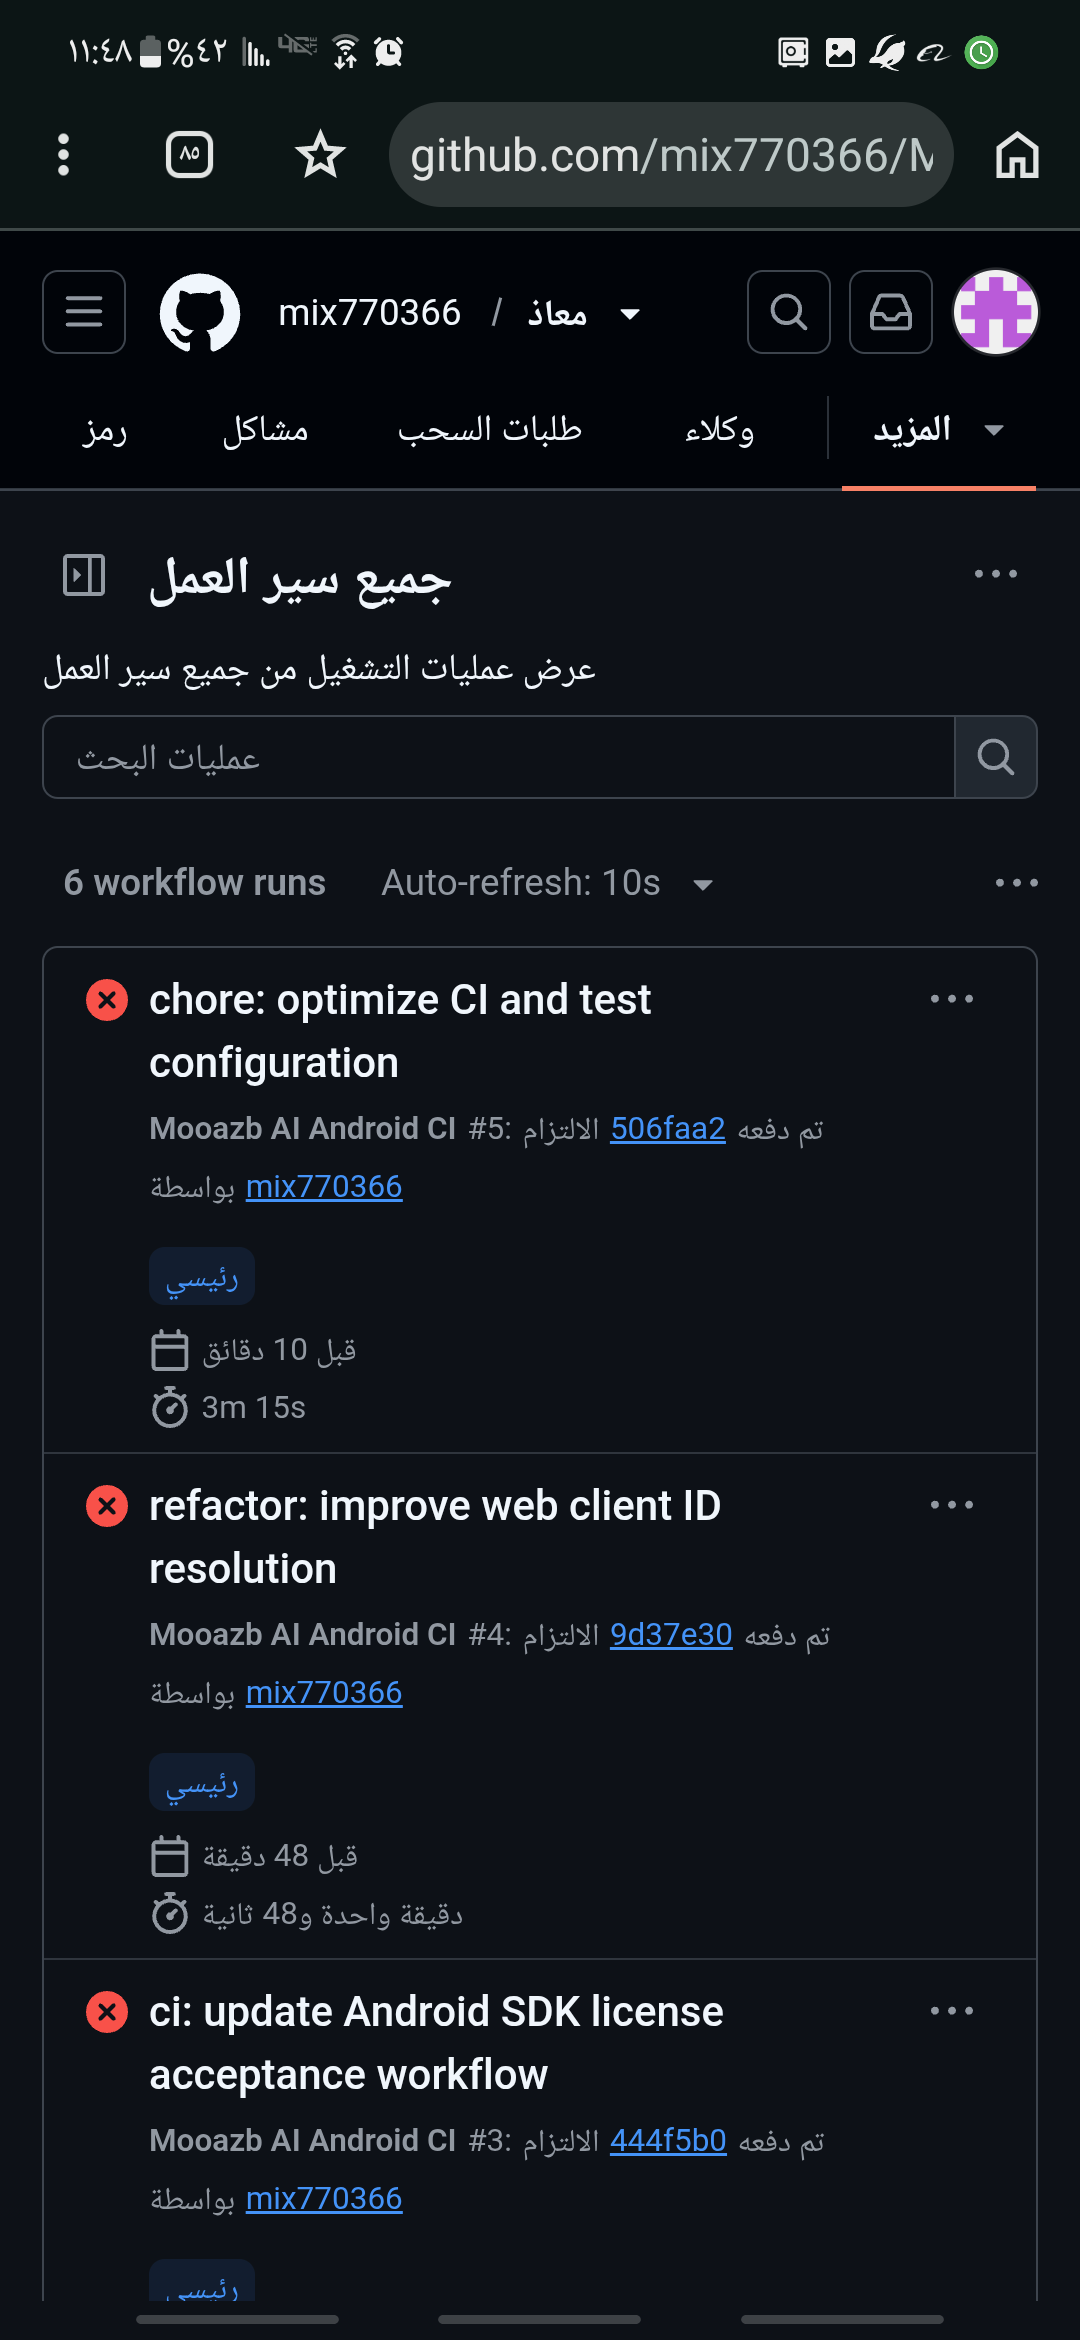 ١١:٤٨ %٤٢
٨٥ github.com/mix770366/M
mix770366 / معاذ
رمز مشاكل طلبات السحب وكلاء المزيد
جميع سير العمل
عرض عمليات التشغيل من جميع سير العمل
عمليات البحث
6 workflow runs Auto-refresh: 10s
chore: optimize CI and test
configuration
Mooazb AI Android CI #5: الالتزام 506faa2 تم دفعه
بواسطة mix770366
رئيسي
قبل 10 دقائق
3m 15s
refactor: improve web client ID
resolution
Mooazb AI Android CI #4: الالتزام 9d37e30 تم دفعه
بواسطة mix770366
رئيسي
قبل 48 دقيقة
دقيقة واحدة و48 ثانية
ci: update Android SDK license
acceptance workflow
Mooazb AI Android CI #3: الالتزام 444f5b0 تم دفعه
بواسطة mix770366
رئيسي